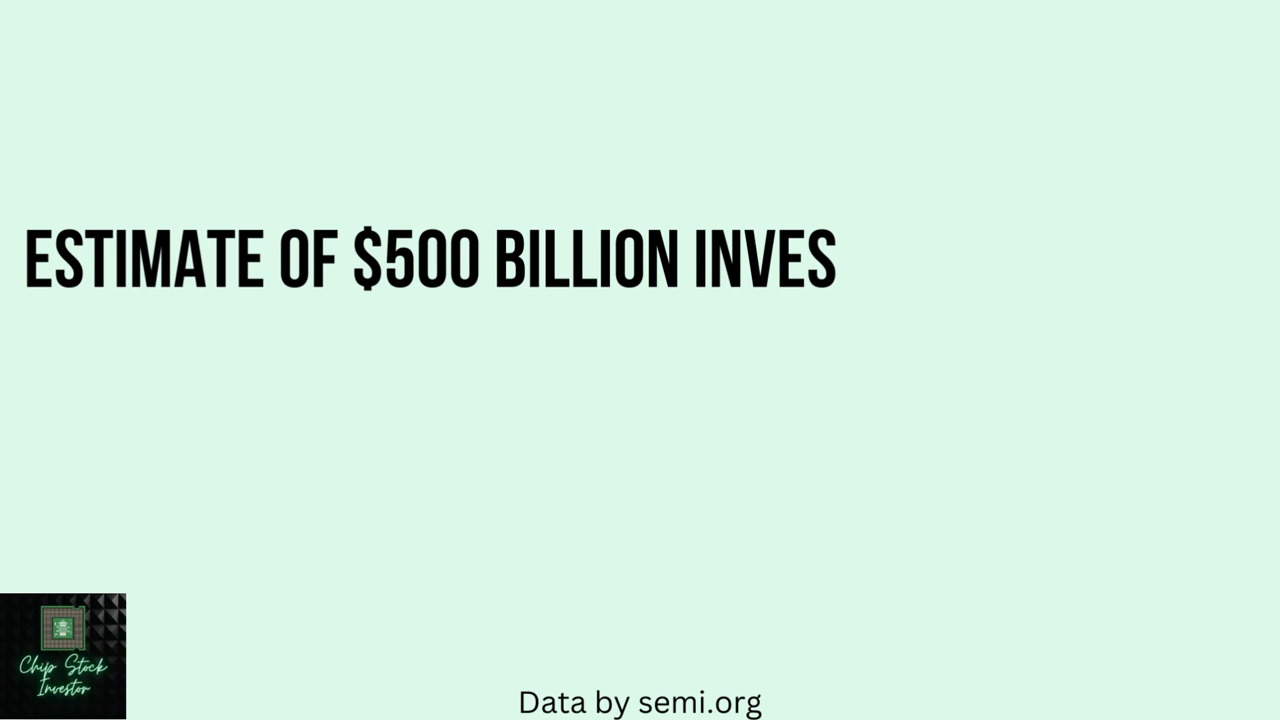 ESTIMATE OF $500 BILLION INVES
Chip Stock
Investor
Data by semi.org